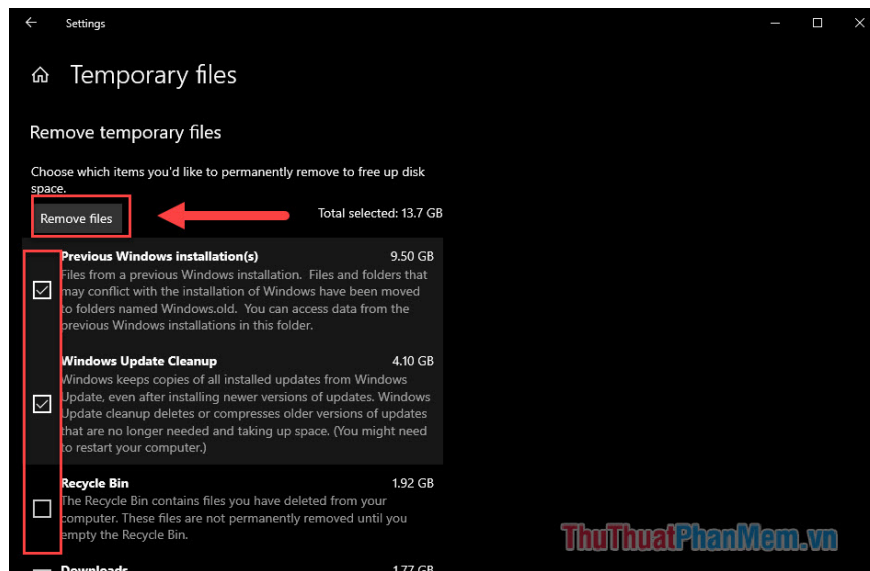 Settings
Temporary files
Remove temporary files
Choose which items you'd like to permanently remove to free up disk
space.
Remove files
Total selected: 13.7 GB
Previous Windows installation(s) 9.50 GB
Files from a previous Windows installation. Files and folders that
may conflict with the installation of Windows have been moved
to folders named Windows.old. You can access data from the
previous Windows installations in this folder.
Windows Update Cleanup 4.10 GB
Windows keeps copies of all installed updates from Windows
Update, even after installing newer versions of updates. Windows
Update cleanup deletes or compresses older versions of updates
that are no longer needed and taking up space. (You might need
to restart your computer.)
Recycle Bin 1.92 GB
The Recycle Bin contains files you have deleted from your
computer. These files are not permanently removed until you
empty the Recycle Bin.
ThuThuatPhanMem.vn
Downloads 1.77 GB